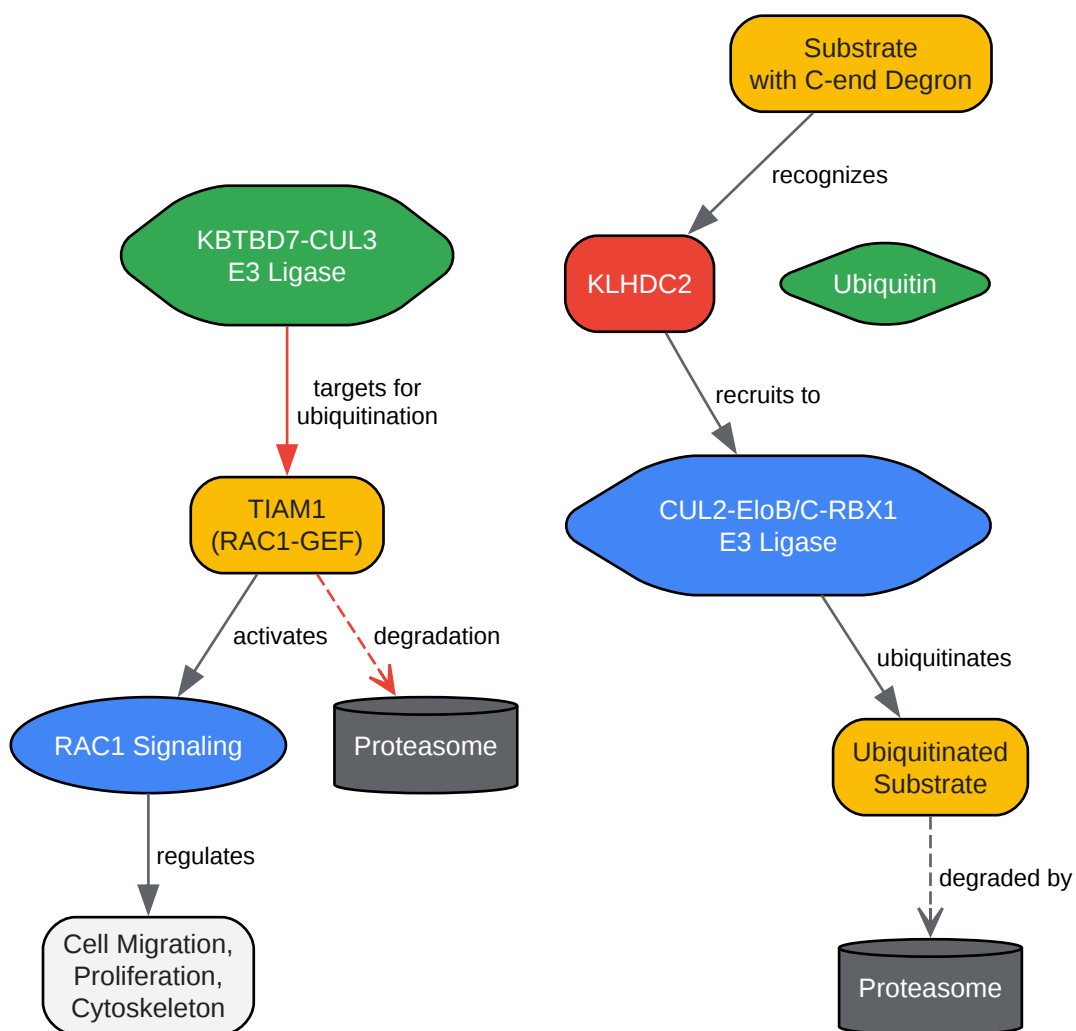 Substrate
with C-end Degron
recognizes
KBTBD7-CUL3
E3 Ligase
KLHDC2
Ubiquitin
targets for
ubiquitination
recruits to
TIAM1
(RAC1-GEF)
CUL2-EloB/C-RBX1
E3 Ligase
activates
degradation
ubiquitinates
RAC1 Signaling
Proteasome
Ubiquitinated
Substrate
regulates
degraded by
Cell Migration,
Proliferation,
Cytoskeleton
Proteasome